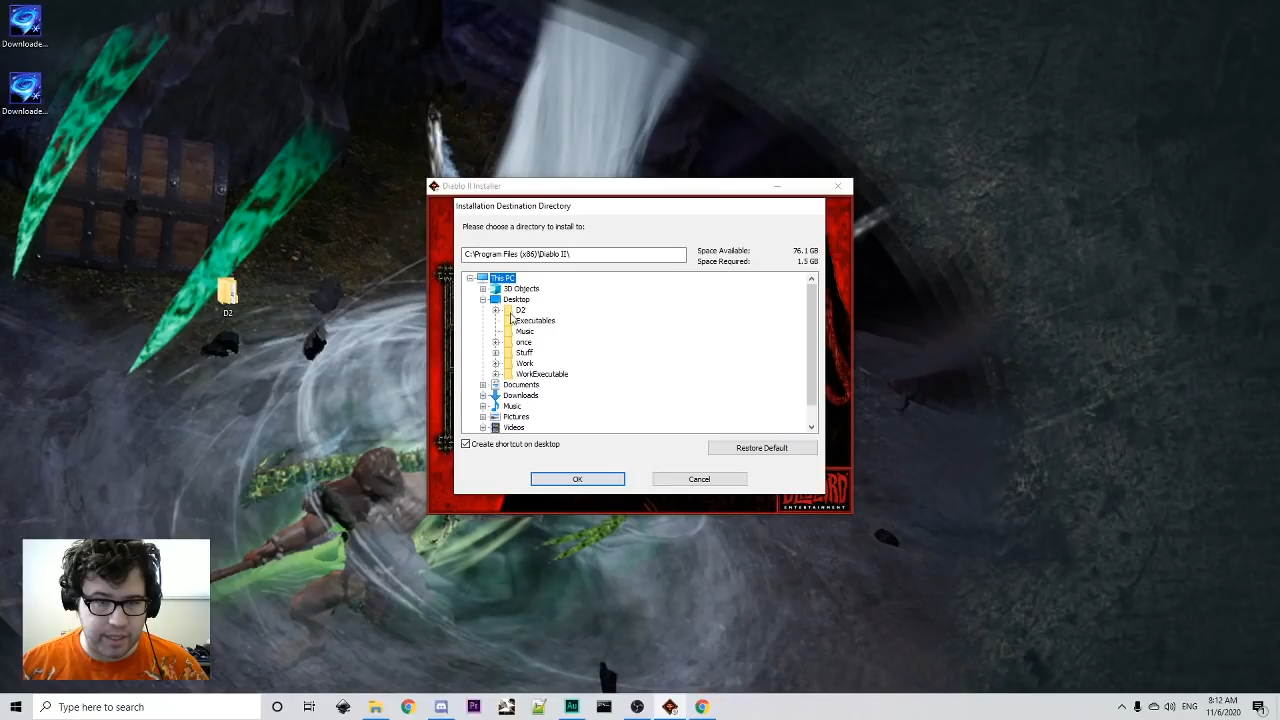 Downloade...
Downloade...
D2
Diablo II Installer
Installation Destination Directory
Please choose a directory to install to:
C:\Program Files (x86)\Diablo II\
Space Available: 76.1 GB
Space Required: 1.5 GB
This PC
3D Objects
Desktop
D2
Executables
Music
once
Stuff
Work
WorkExecutable
Documents
Downloads
Music
Pictures
Videos
Create shortcut on desktop
Restore Default
OK
Cancel
ENTERTAINMENT
Type here to search
Pr
Au
ENG
8:12 AM
11/6/2020